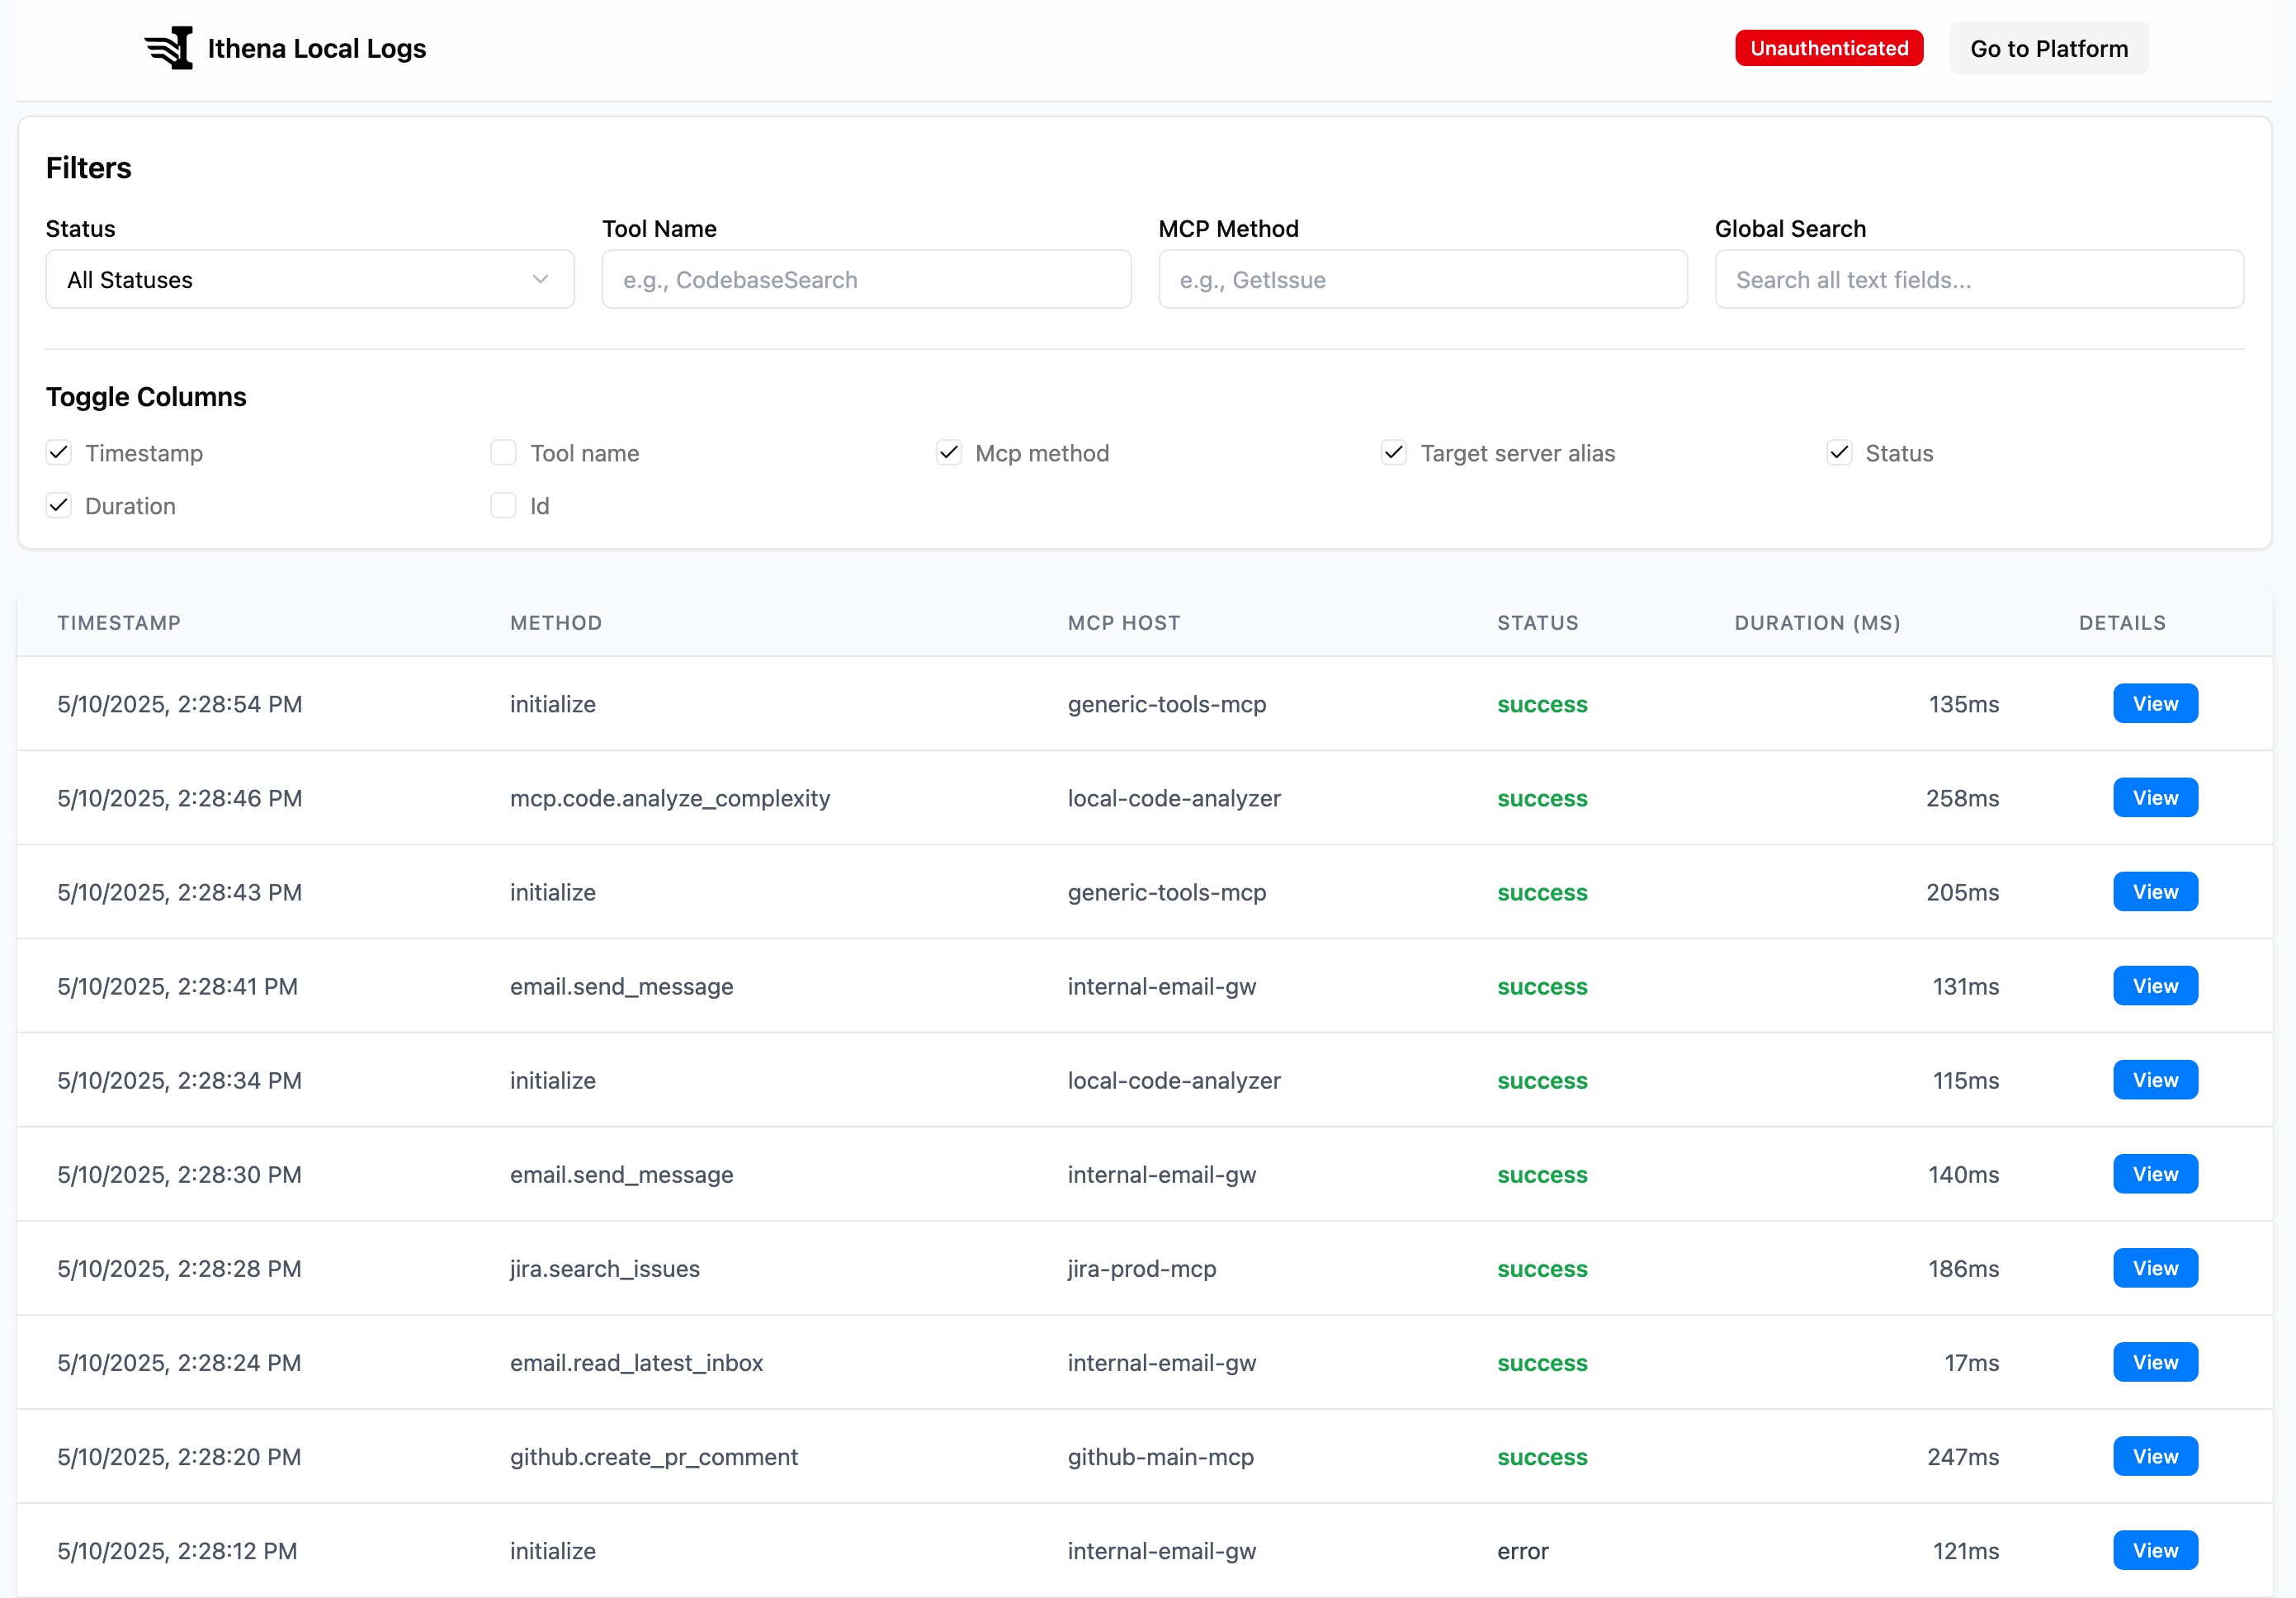 Ithena Local Logs
Unauthenticated
Go to Platform
Filters
Status
Tool Name
MCP Method
Global Search
All Statuses
e.g., CodebaseSearch
e.g., GetIssue
Search all text fields...
Toggle Columns
Timestamp
Tool name
Mcp method
Target server alias
Status
Duration
Id
TIMESTAMP METHOD MCP HOST STATUS DURATION (MS) DETAILS
5/10/2025, 2:28:54 PM initialize generic-tools-mcp success 135ms View
5/10/2025, 2:28:46 PM mcp.code.analyze_complexity local-code-analyzer success 258ms View
5/10/2025, 2:28:43 PM initialize generic-tools-mcp success 205ms View
5/10/2025, 2:28:41 PM email.send_message internal-email-gw success 131ms View
5/10/2025, 2:28:34 PM initialize local-code-analyzer success 115ms View
5/10/2025, 2:28:30 PM email.send_message internal-email-gw success 140ms View
5/10/2025, 2:28:28 PM jira.search_issues jira-prod-mcp success 186ms View
5/10/2025, 2:28:24 PM email.read_latest_inbox internal-email-gw success 17ms View
5/10/2025, 2:28:20 PM github.create_pr_comment github-main-mcp success 247ms View
5/10/2025, 2:28:12 PM initialize internal-email-gw error 121ms View